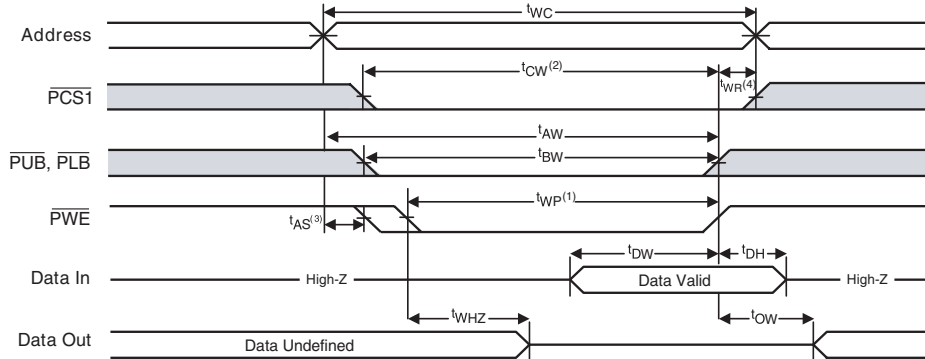 tWC
Address
tCW(2)
PCS1
tWR(4)
tAW
PUB, PLB
tBW
tWP(1)
PWE
tAS(3)
tDW
tDH
Data In
High-Z
Data Valid
High-Z
tWHZ
tOW
Data Out
Data Undefined